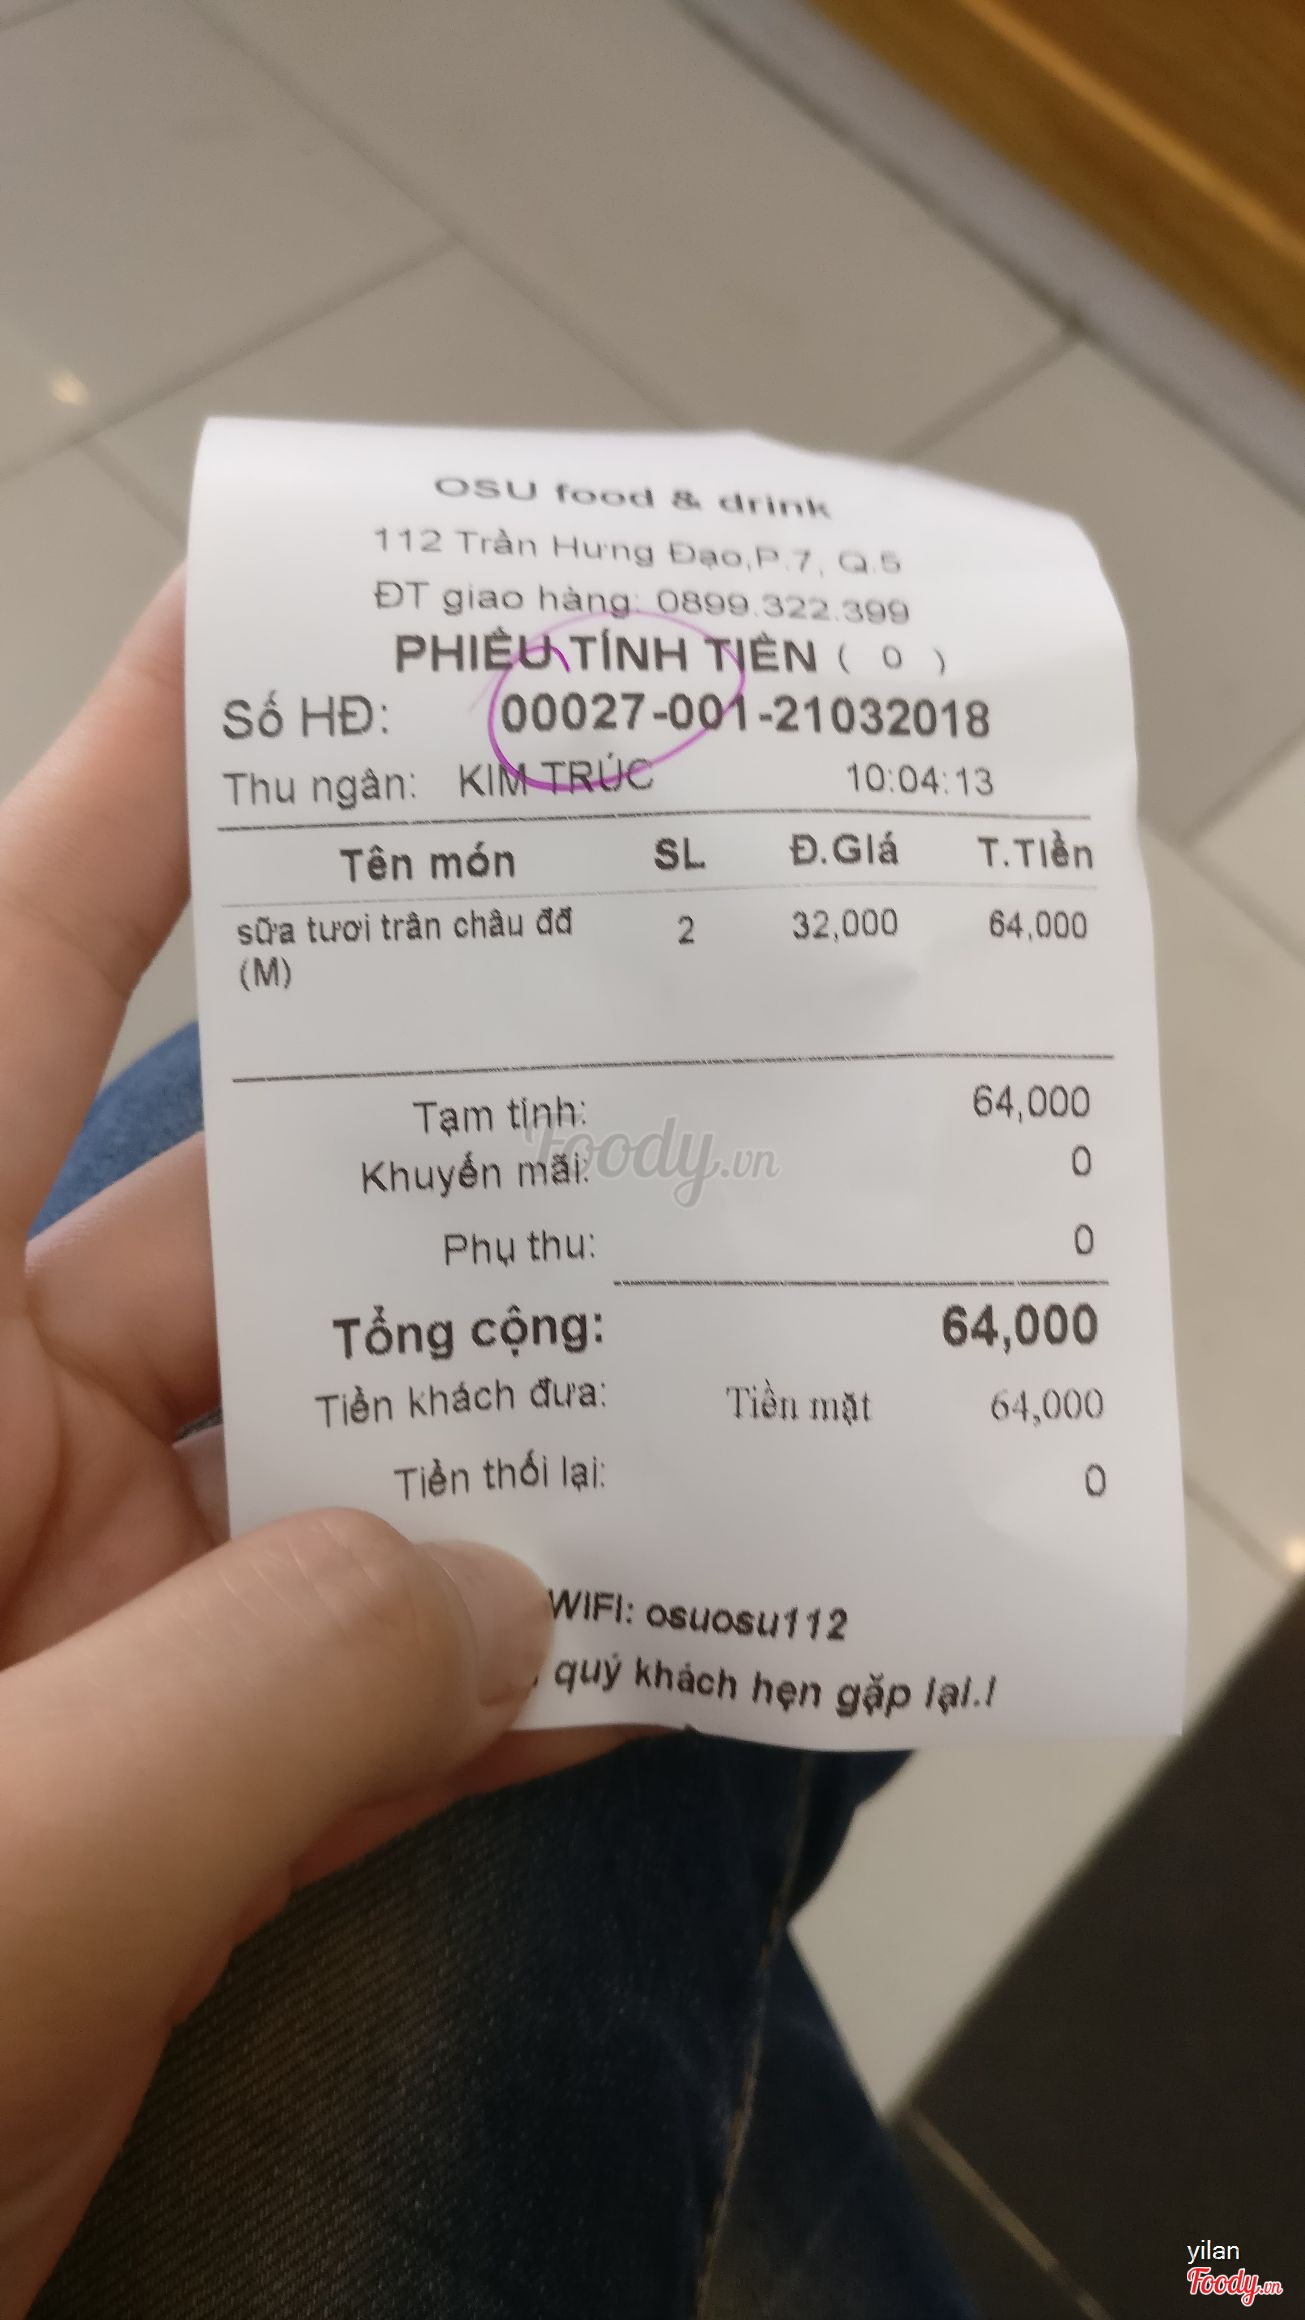 OSU food & drink
112 Trần Hưng Đạo,P.7, Q.5
ĐT giao hàng: 0899.322.399
PHIẾU TÍNH TIỀN ( 0 )
Số HĐ: 00027-001-21032018
Thu ngân: KIM TRÚC 10:04:13
Tên món SL Đ.Giá T.Tiền
sữa tươi trân châu đđ 2 32,000 64,000
(M)
Tạm tính: 64,000
Khuyến mãi: 0
Phụ thu: 0
Tổng cộng: 64,000
Tiền khách đưa: Tiền mặt 64,000
Tiền thối lại: 0
WIFI: osuosu112
quý khách hẹn gặp lại.!
Foody.vn
yilan
Foody.vn